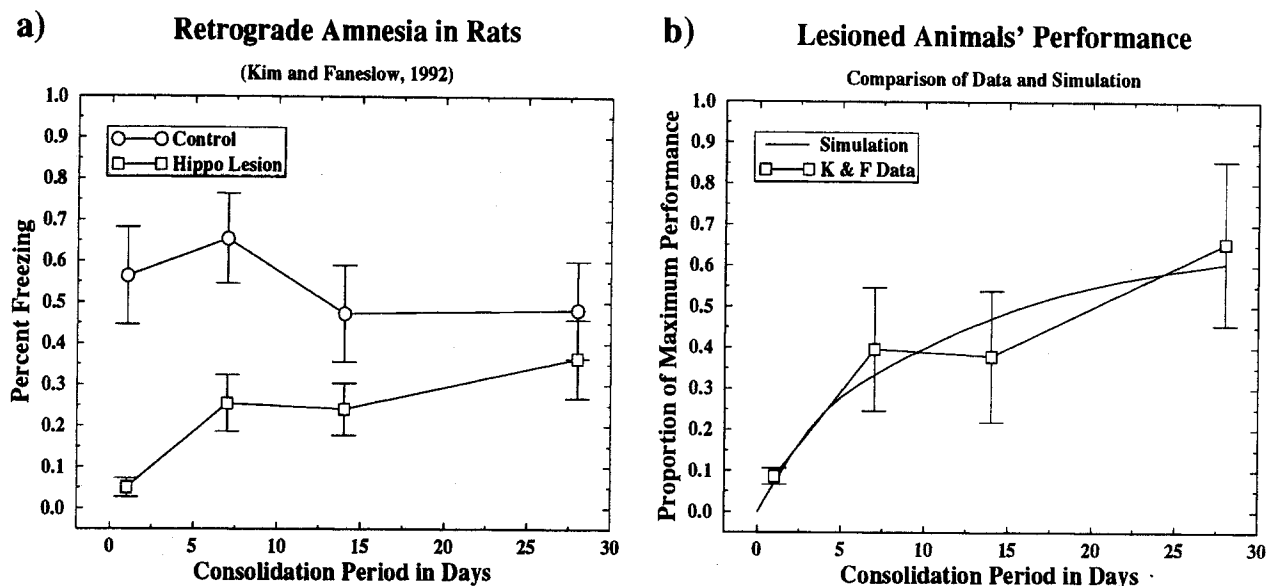 a)
Retrograde Amnesia in Rats
(Kim and Faneslow, 1992)
1.0
0.9
0.8
0.7
0.6
0.5
0.4
0.3
0.2
0.1
0.0
Percent Freezing
Control
Hippo Lesion
0 5 10 15 20 25 30
Consolidation Period in Days
b)
Lesioned Animals' Performance
Comparison of Data and Simulation
1.0
0.9
0.8
0.7
0.6
0.5
0.4
0.3
0.2
0.1
0.0
Proportion of Maximum Performance
Simulation
K & F Data
0 5 10 15 20 25 30
Consolidation Period in Days